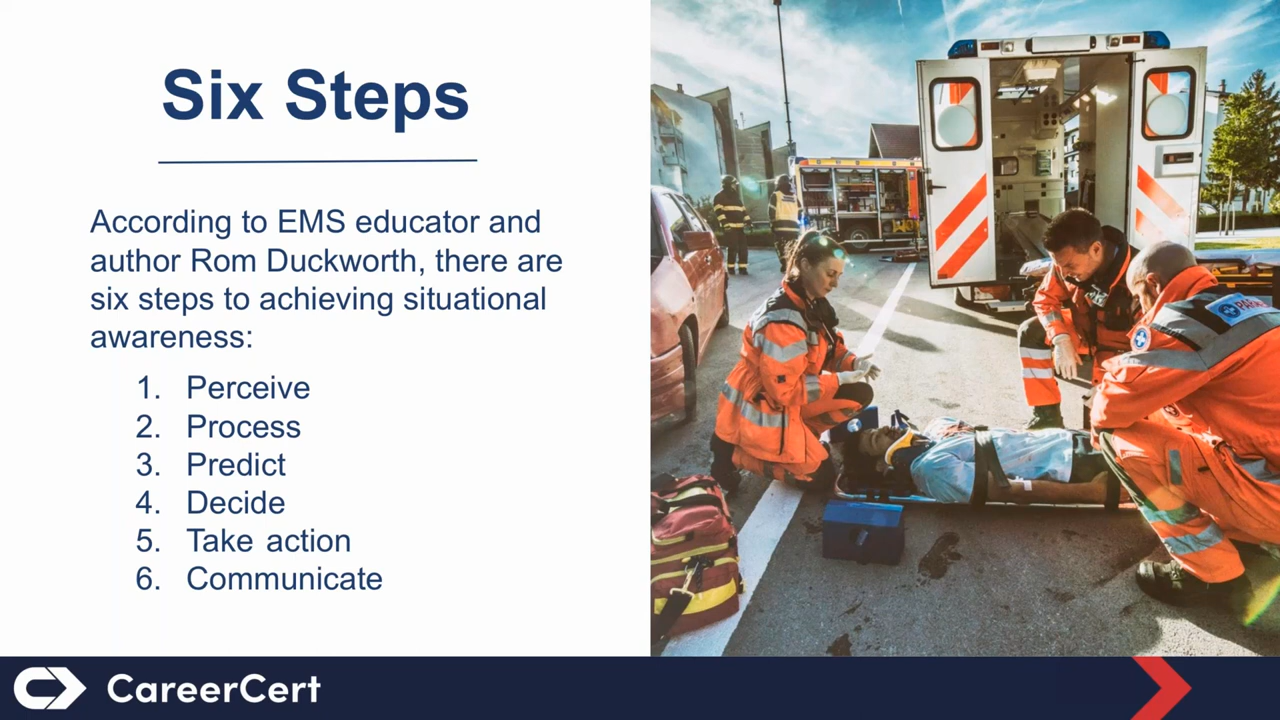 Six Steps
According to EMS educator and
author Rom Duckworth, there are
six steps to achieving situational
awareness:
1. Perceive
2. Process
3. Predict
4. Decide
5. Take action
6. Communicate
CareerCert